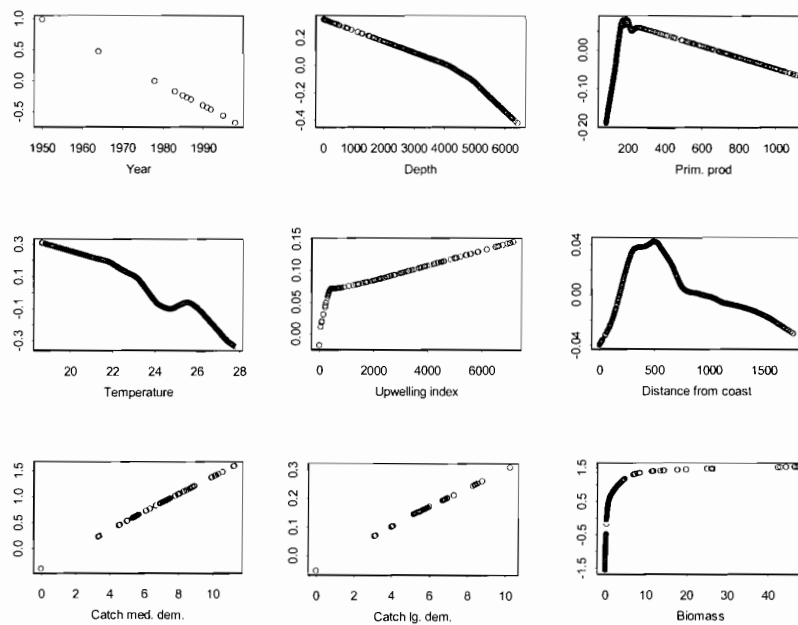 1.0
0.5
0.0
-0.5
1950 1960 1970 1980 1990
Year
0.2
0.0
-0.2
-0.4
0 1000 2000 3000 4000 5000 6000
Depth
0.00
-0.10
-0.20
200 400 600 800 1000
Prim. prod
0.3
0.1
-0.1
-0.3
20 22 24 26 28
Temperature
0.15
0.10
0.05
0.00
0 2000 4000 6000
Upwelling index
0.04
0.00
-0.04
0 500 1000 1500
Distance from coast
1.5
1.0
0.5
0.0
0 2 4 6 8 10
Catch med. dem.
0.3
0.2
0.1
0.0
0 2 4 6 8 10
Catch lg. dem.
1.5
0.5
-0.5
-1.5
0 10 20 30 40
Biomass